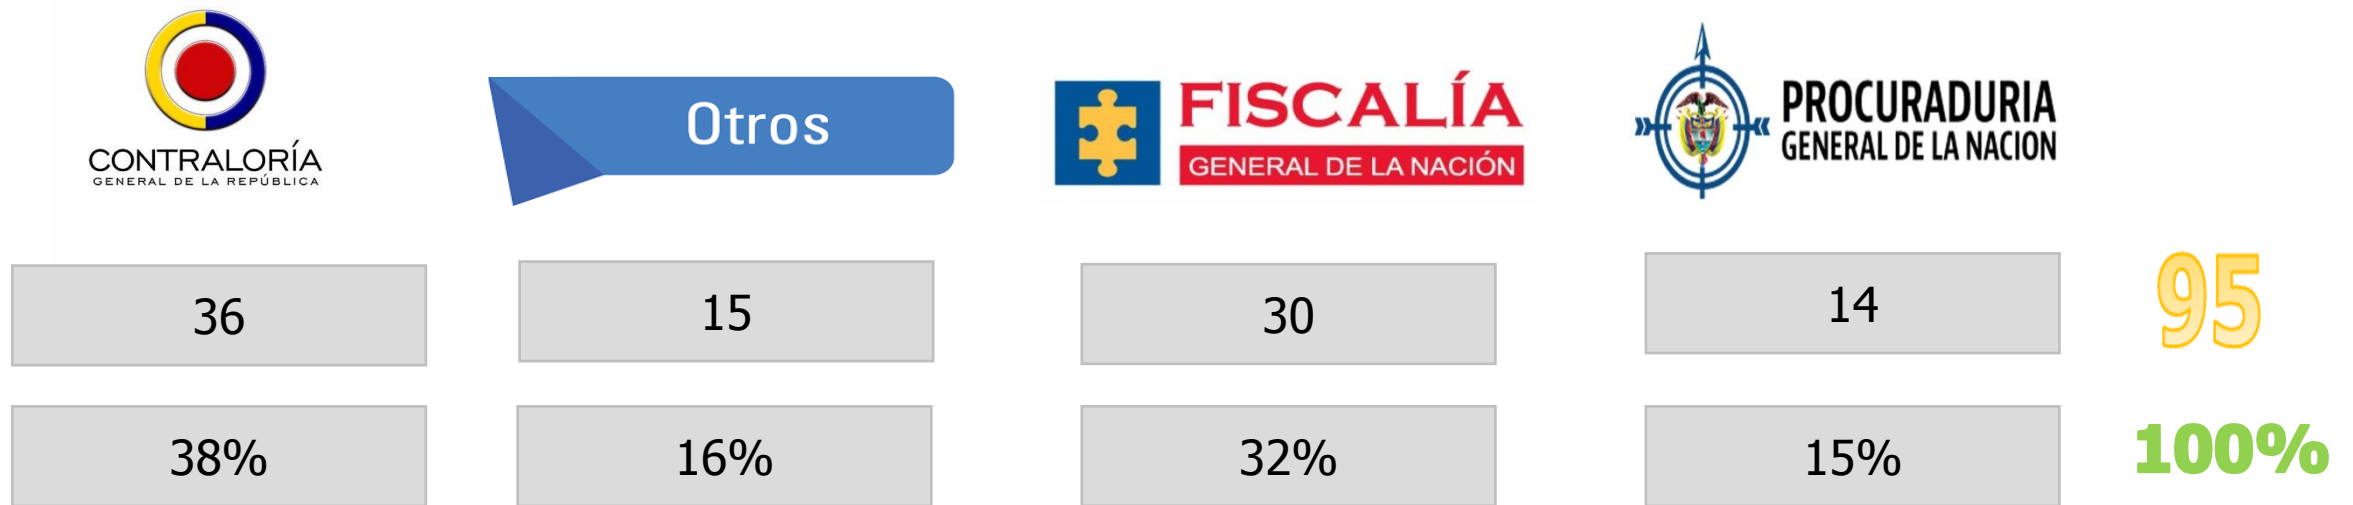 CONTRALORÍA
GENERAL DE LA REPÚBLICA
Otros
FISCALÍA
GENERAL DE LA NACIÓN
PROCURADURIA
GENERAL DE LA NACION
36
15
30
14
95
38%
16%
32%
15%
100%